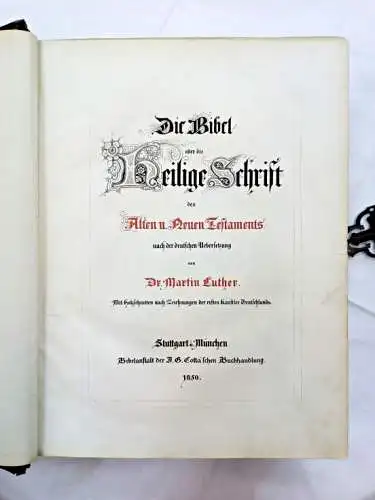 Die Bibel
oder die
Heilige Schrift
des
Alten u. Neuen Testaments
nach der deutschen Uebersetzung
von
Dr. Martin Luther.
Mit Holzschnitten nach Zeichnungen der ersten Künstler Deutschlands.
Stuttgart u. München
Bibelanstalt der J. G. Cotta'schen Buchhandlung.
1850.